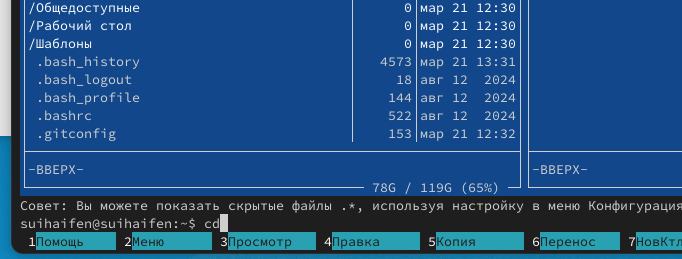 /Общедоступные 0 мар 21 12:30
/Рабочий стол 0 мар 21 12:30
/Шаблоны 0 мар 21 12:30
.bash_history 4573 мар 21 13:31
.bash_logout 18 авг 12 2024
.bash_profile 144 авг 12 2024
.bashrc 522 авг 12 2024
.gitconfig 153 мар 21 12:32
-ВВЕРХ- -ВВЕРХ-
78G / 119G (65%)
Совет: Вы можете показать скрытые файлы .*, используя настройку в меню Конфигурация
suihaifen@suihaifen:~$ cd
1Помощь 2Меню 3Просмотр 4Правка 5Копия 6Перенос 7НовКтл